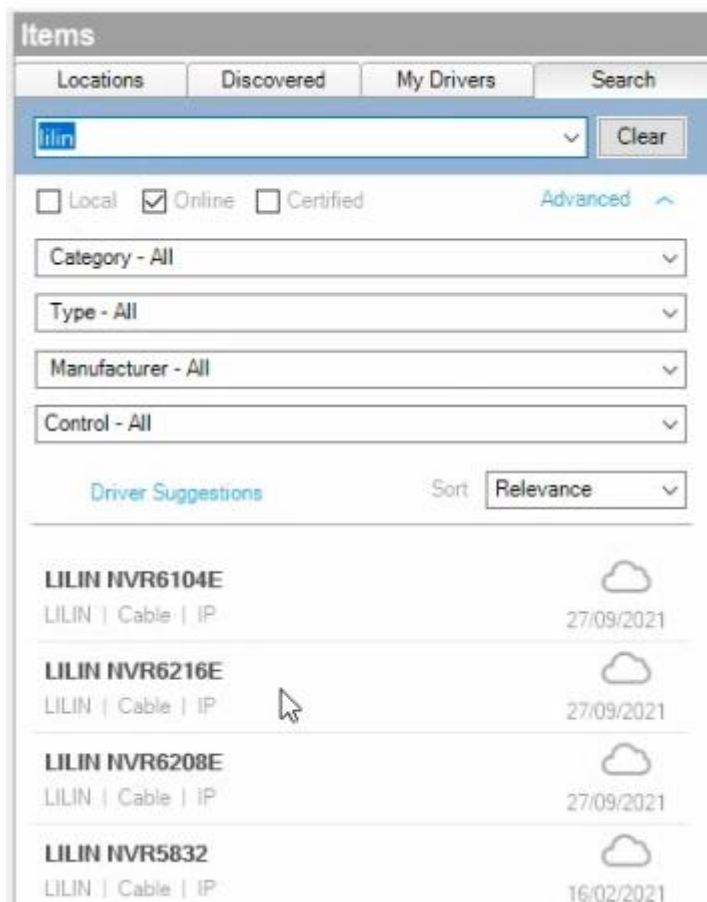 Items
Locations Discovered My Drivers Search
lilin Clear
Local Online Certified Advanced
Category - All
Type - All
Manufacturer - All
Control - All
Driver Suggestions Sort Relevance
LILIN NVR6104E
LILIN | Cable | IP 27/09/2021
LILIN NVR6216E
LILIN | Cable | IP 27/09/2021
LILIN NVR6208E
LILIN | Cable | IP 27/09/2021
LILIN NVR5832
LILIN | Cable | IP 16/02/2021